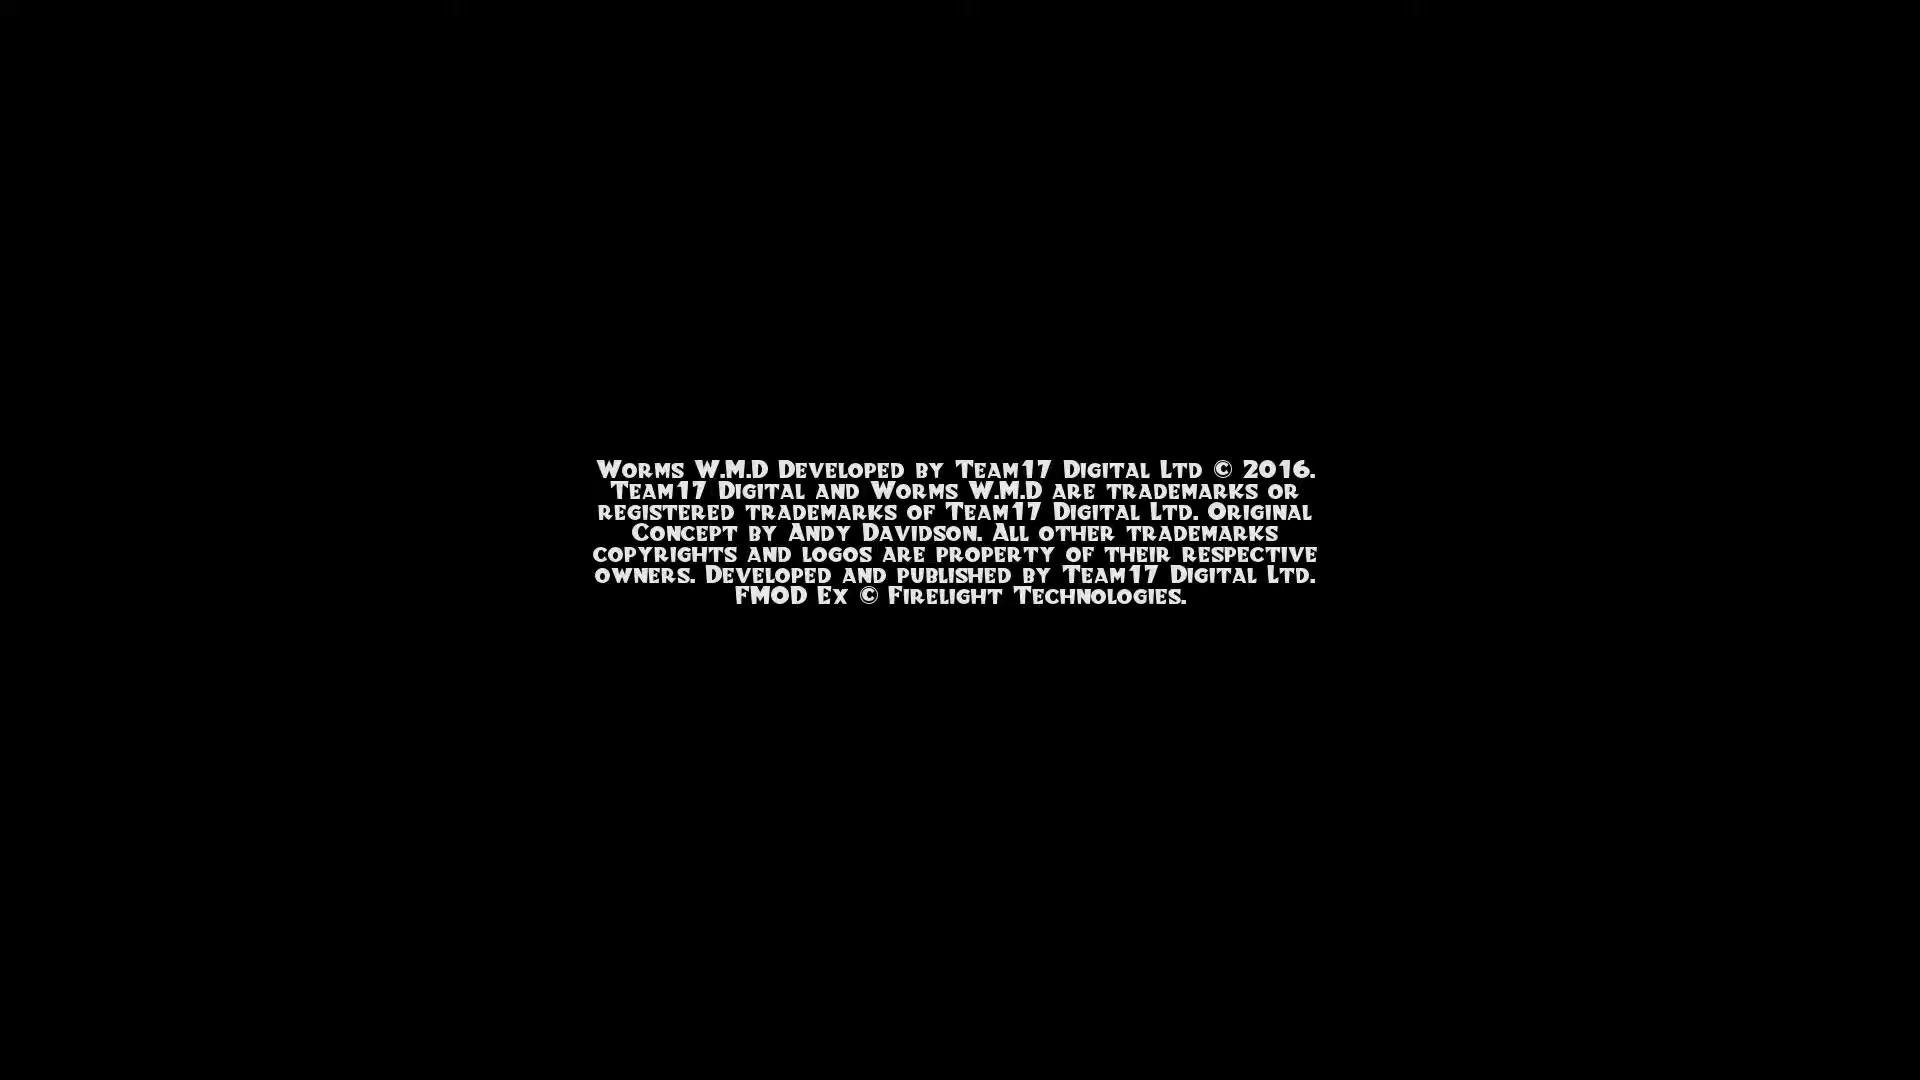 Worms W.M.D Developed by Team17 Digital Ltd © 2016.
Team17 Digital and Worms W.M.D are trademarks or
registered trademarks of Team17 Digital Ltd. Original
Concept by Andy Davidson. All other trademarks
copyrights and logos are property of their respective
owners. Developed and published by Team17 Digital Ltd.
FMOD Ex © Firelight Technologies.